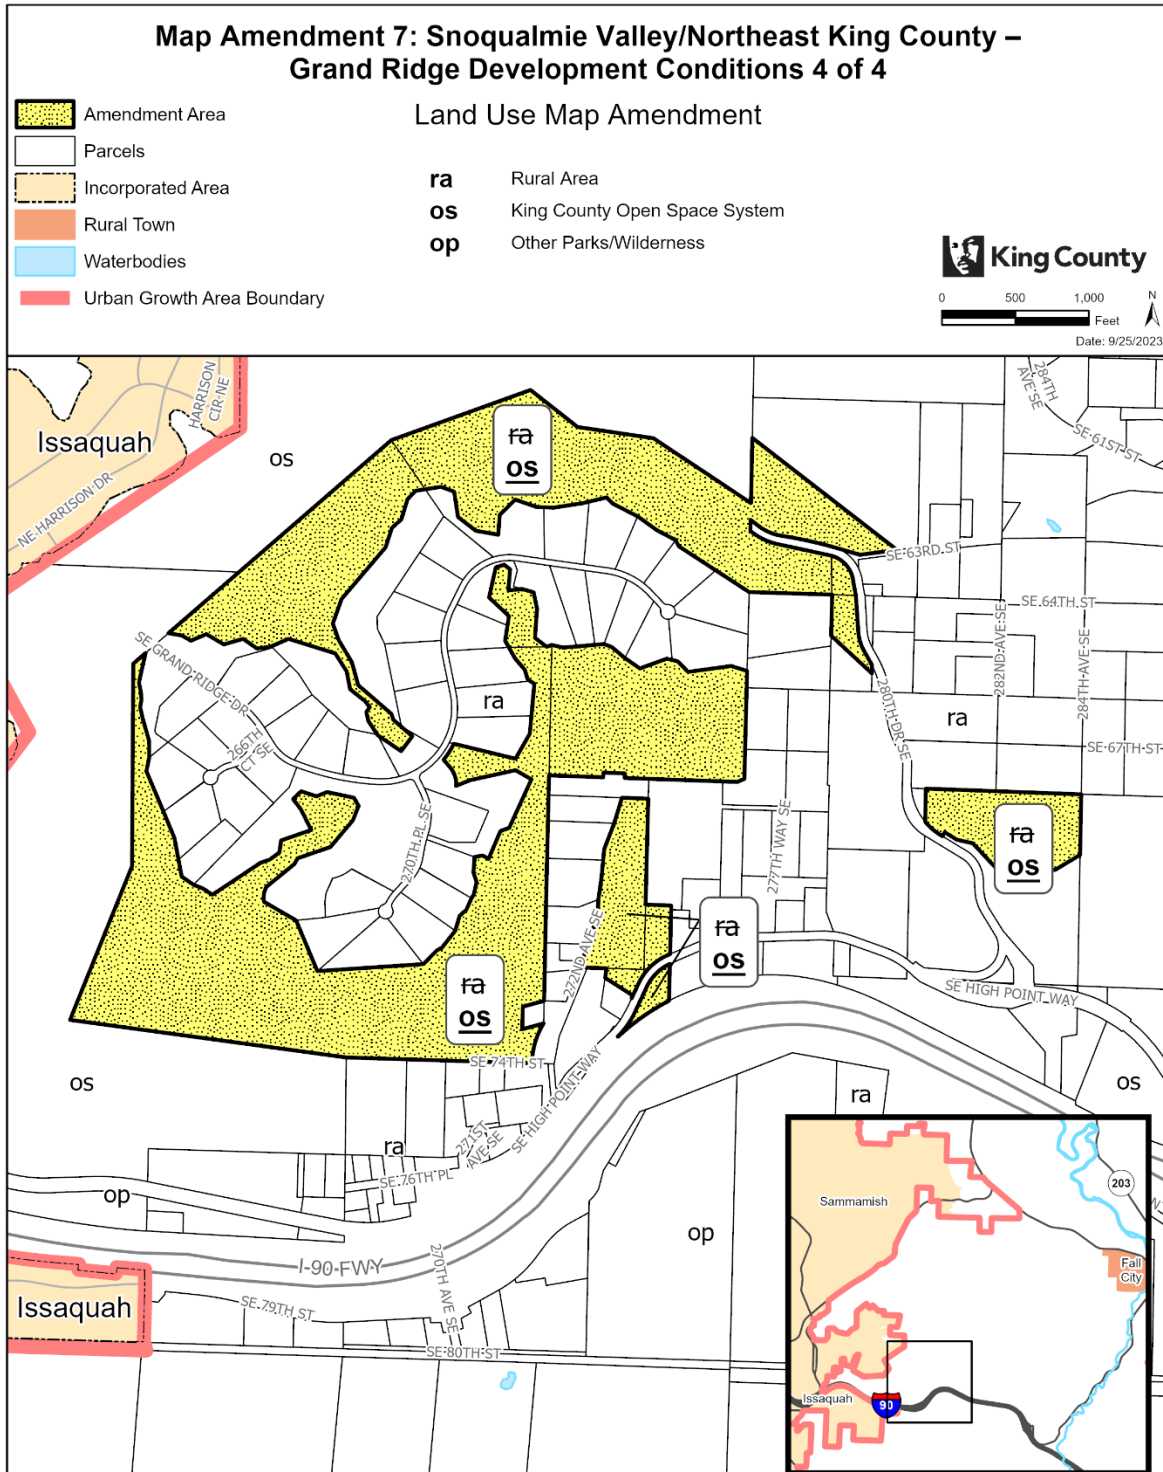 Map Amendment 7: Snoqualmie Valley/Northeast King County –
Grand Ridge Development Conditions 4 of 4
Land Use Map Amendment
Amendment Area
Parcels
Incorporated Area
Rural Town
Waterbodies
Urban Growth Area Boundary
ra Rural Area
os King County Open Space System
op Other Parks/Wilderness
King County
0 500 1,000
Feet
N
Date: 9/25/2023
HARRISON
CIR NE
Issaquah
NE HARRISON DR
os
ra
os
284TH
AVE SE
SE 61ST ST
SE 63RD ST
SE 64TH ST
282ND AVE SE
284TH AVE SE
SE GRAND RIDGE DR
266TH
CT SE
ra
280TH DR SE
ra
SE 67TH ST
270TH PL SE
277TH WAY SE
ra
os
272ND AVE SE
ra
os
ra
os
SE HIGH POINT WAY
SE 74TH ST
SE HIGH POINT WAY
os
ra
os
271ST
AVE SE
ra
SE 76TH PL
op
op
I-90 FWY
270TH AVE SE
Issaquah
SE 79TH ST
SE 80TH ST
Sammamish
203
Fall
City
Issaquah
90